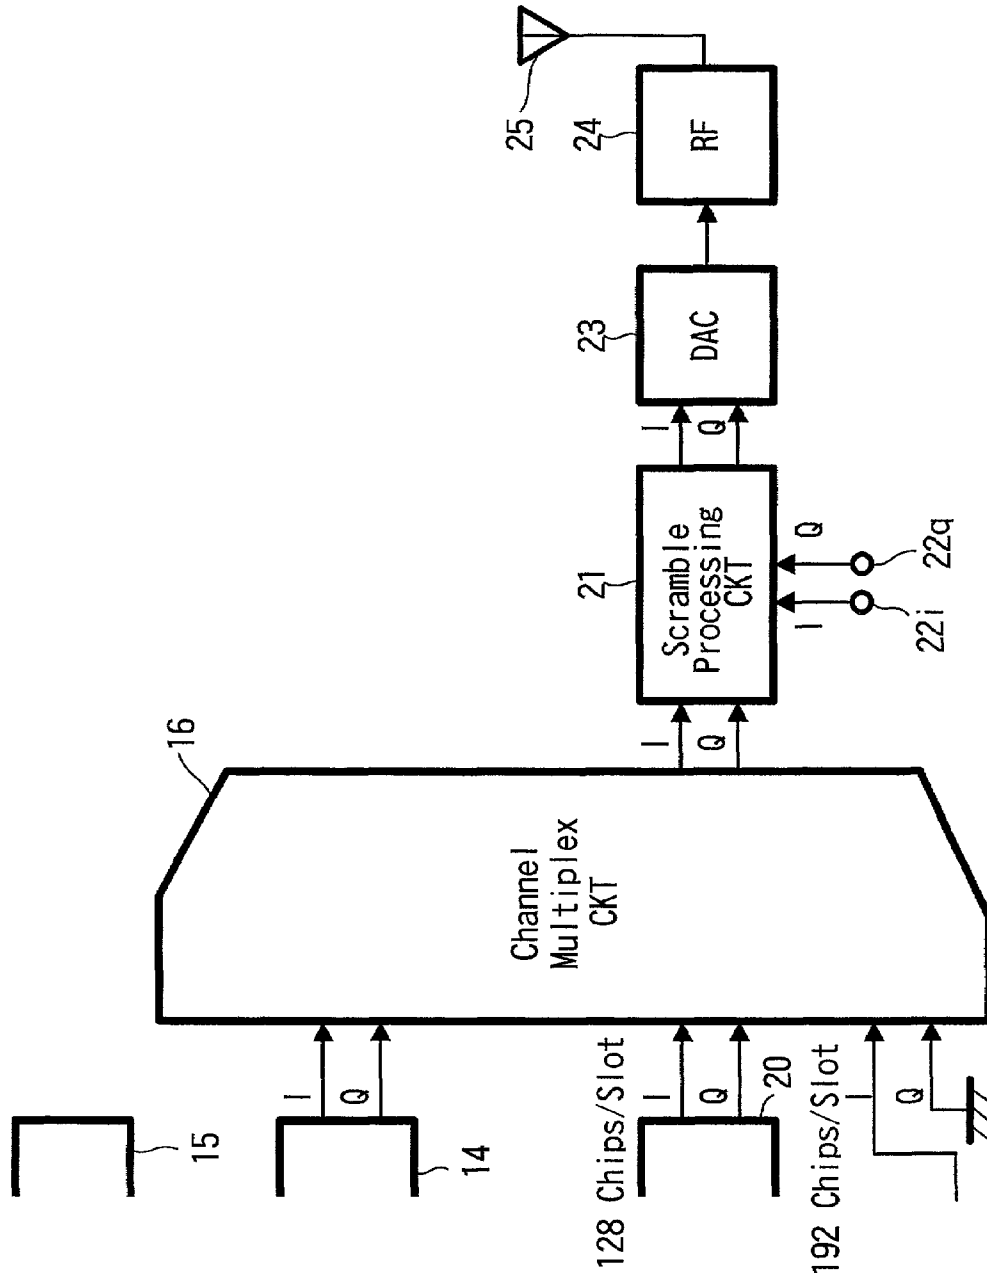 15
I
Q
14
128 Chips/Slot
I
Q
20
192 Chips/Slot
I
Q
16
Channel
Multiplex
CKT
I
Q
21
Scramble
Processing
CKT
I
22i
Q
22q
I
Q
23
DAC
24
RF
25